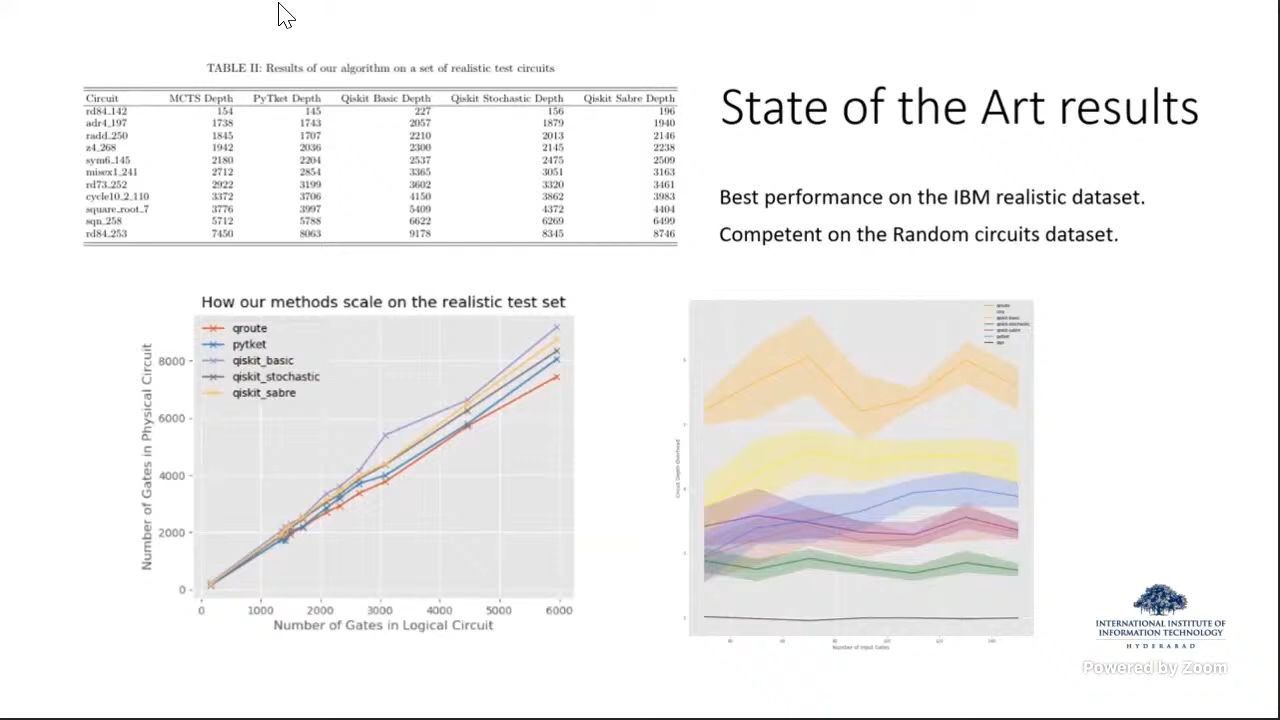 TABLE II: Results of our algorithm on a set of realistic test circuits
Circuit MCTS Depth PyTket Depth Qiskit Basic Depth Qiskit Stochastic Depth Qiskit Sabre Depth
rd84_142 154 145 227 156 196
adr4_197 1738 1743 2057 1879 1940
radd_250 1845 1707 2210 2013 2146
z4_268 1942 2036 2300 2145 2238
sym6_145 2180 2204 2537 2475 2509
misex1_241 2712 2854 3365 3051 3163
rd73_252 2922 3199 3602 3320 3461
cycle10_2_110 3372 3706 4150 3862 3983
square_root_7 3776 3997 5409 4372 4404
sqn_258 5712 5788 6622 6269 6499
rd84_253 7450 8063 9178 8345 8746
State of the Art results
Best performance on the IBM realistic dataset.
Competent on the Random circuits dataset.
How our methods scale on the realistic test set
qroute
pytket
qiskit_basic
qiskit_stochastic
qiskit_sabre
Number of Gates in Physical Circuit
8000
6000
4000
2000
0
0 1000 2000 3000 4000 5000 6000
Number of Gates in Logical Circuit
Circuit Depth Overhead
Number of Input Gates
INTERNATIONAL INSTITUTE OF
INFORMATION TECHNOLOGY
HYDERABAD
Powered by Zoom